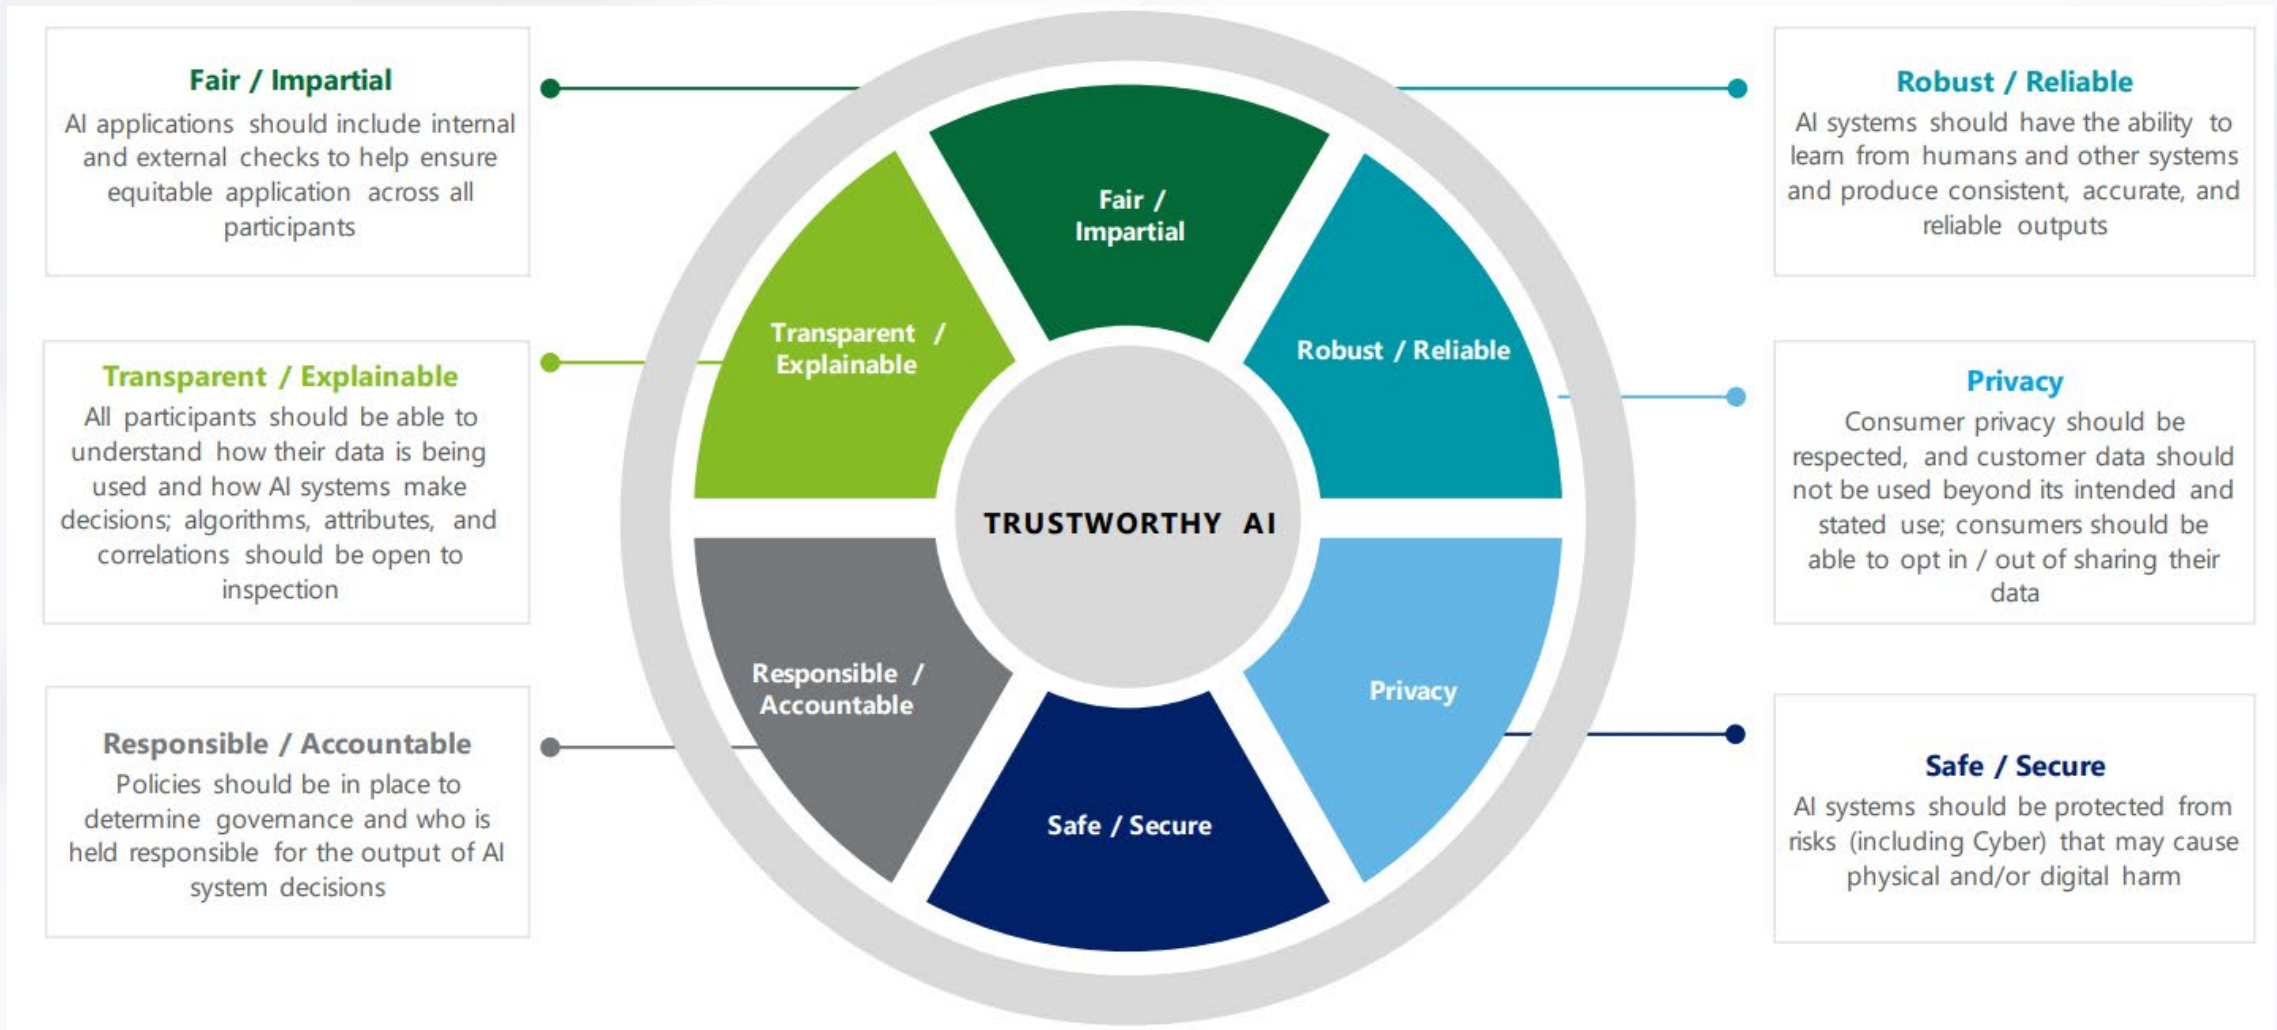 Fair / Impartial
AI applications should include internal
and external checks to help ensure
equitable application across all
participants
Transparent / Explainable
All participants should be able to
understand how their data is being
used and how AI systems make
decisions; algorithms, attributes, and
correlations should be open to
inspection
Responsible / Accountable
Policies should be in place to
determine governance and who is
held responsible for the output of AI
system decisions
Fair /
Impartial
Transparent /
Explainable
Robust / Reliable
TRUSTWORTHY AI
Responsible /
Accountable
Privacy
Safe / Secure
Robust / Reliable
AI systems should have the ability to
learn from humans and other systems
and produce consistent, accurate, and
reliable outputs
Privacy
Consumer privacy should be
respected, and customer data should
not be used beyond its intended and
stated use; consumers should be
able to opt in / out of sharing their
data
Safe / Secure
AI systems should be protected from
risks (including Cyber) that may cause
physical and/or digital harm